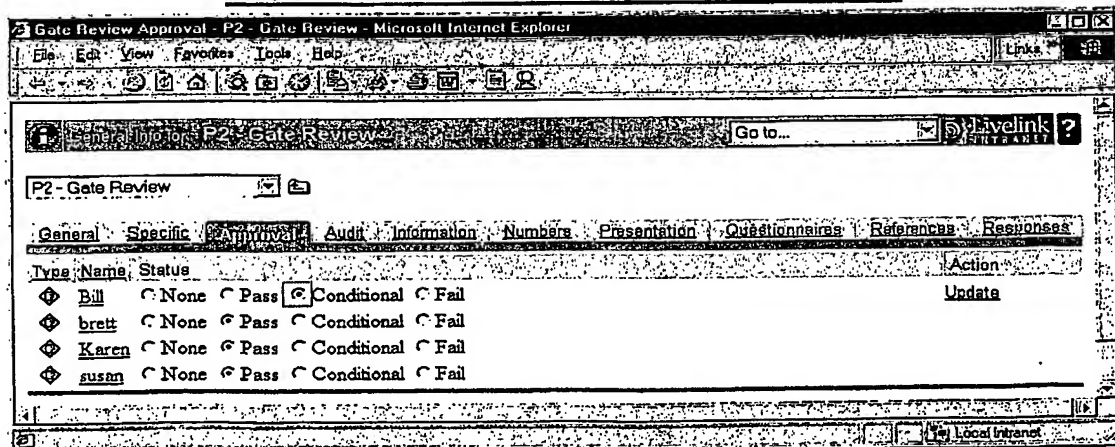 Gate Review Approval - P2 - Gate Review - Microsoft Internet Explorer
File Edit View Favorites Tools Help Links »
General Info for P2 - Gate Review Go to... Livelink ?
INTRANET
P2 - Gate Review
General Specific Approval Audit Information Numbers Presentation Questionnaires References Responses
Type Name Status Action
Bill None Pass Conditional Fail Update
brett None Pass Conditional Fail
Karen None Pass Conditional Fail
susan None Pass Conditional Fail
Local intranet